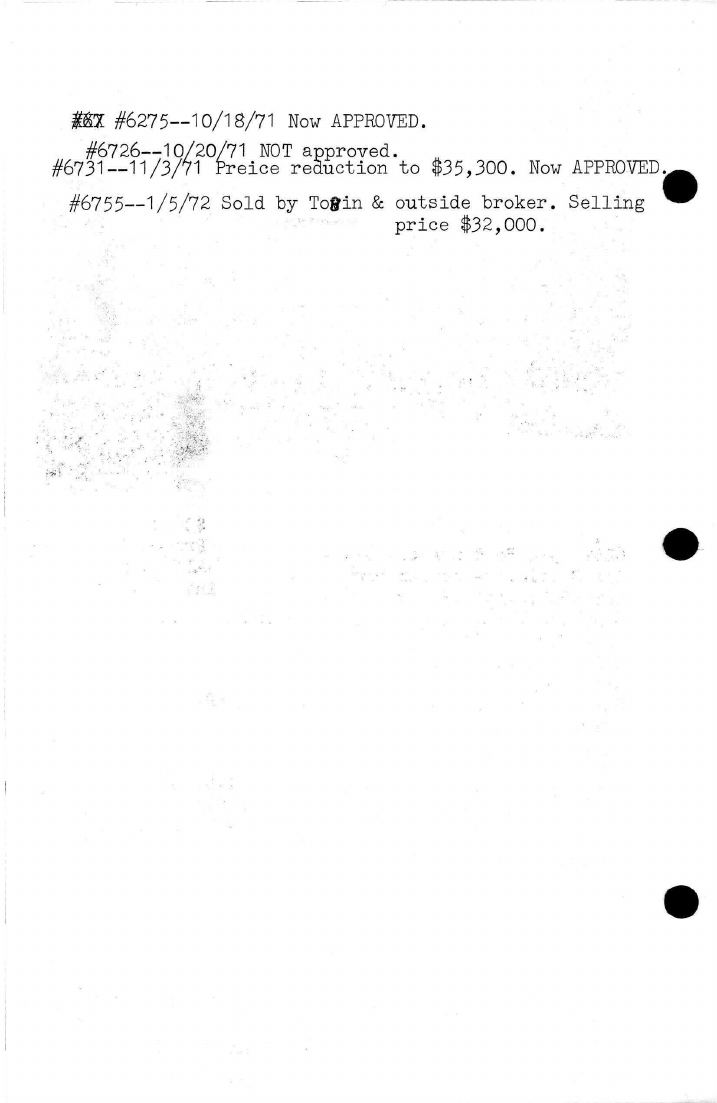 #6275--10/18/71 Now APPROVED.
#6726--10/20/71 NOT approved.
#6731--11/3/71 Preice reduction to $35,300. Now APPROVED.
#6755--1/5/72 Sold by & outside broker. Selling
price $32,000.